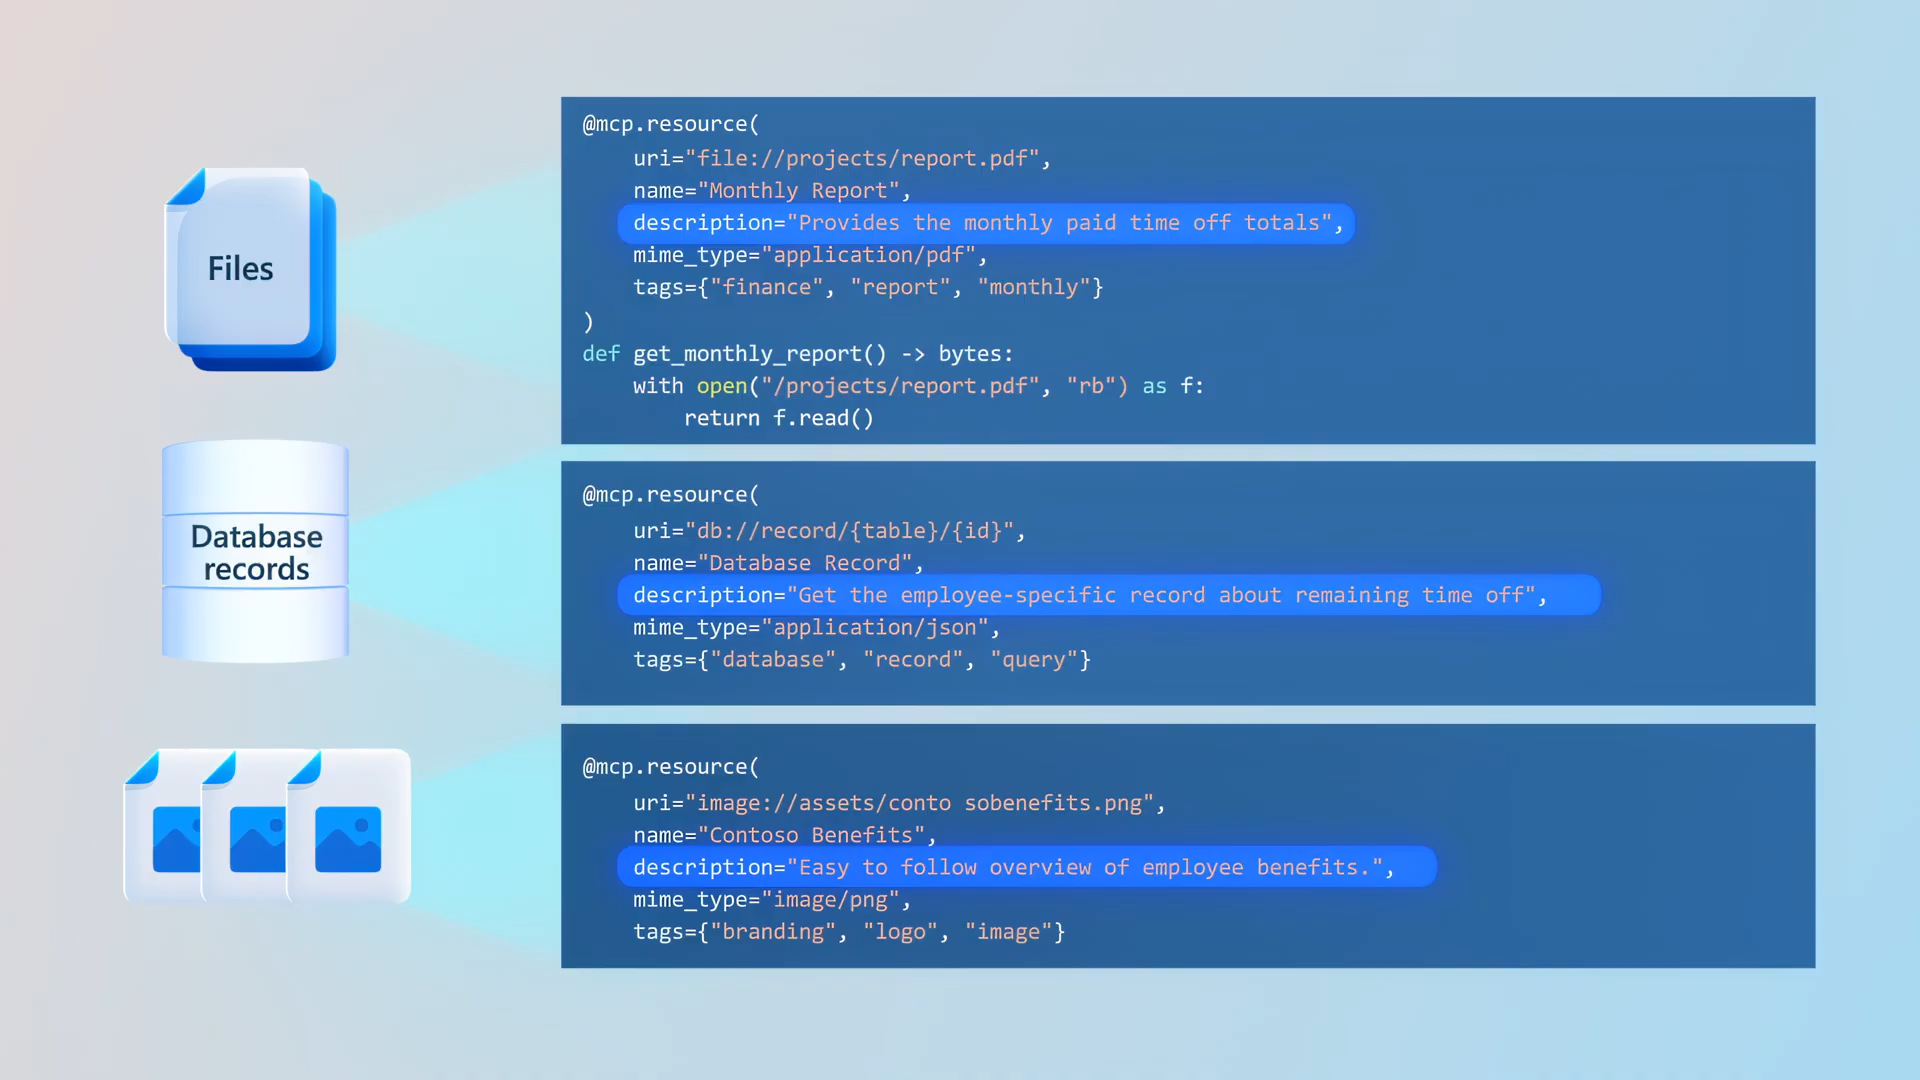 Files
@mcp.resource(
uri="file://projects/report.pdf",
name="Monthly Report",
description="Provides the monthly paid time off totals",
mime_type="application/pdf",
tags={"finance", "report", "monthly"}
)
def get_monthly_report() -> bytes:
with open("/projects/report.pdf", "rb") as f:
return f.read()
Database
records
@mcp.resource(
uri="db://record/{table}/{id}",
name="Database Record",
description="Get the employee-specific record about remaining time off",
mime_type="application/json",
tags={"database", "record", "query"}
@mcp.resource(
uri="image://assets/conto sobenefits.png",
name="Contoso Benefits",
description="Easy to follow overview of employee benefits.",
mime_type="image/png",
tags={"branding", "logo", "image"}